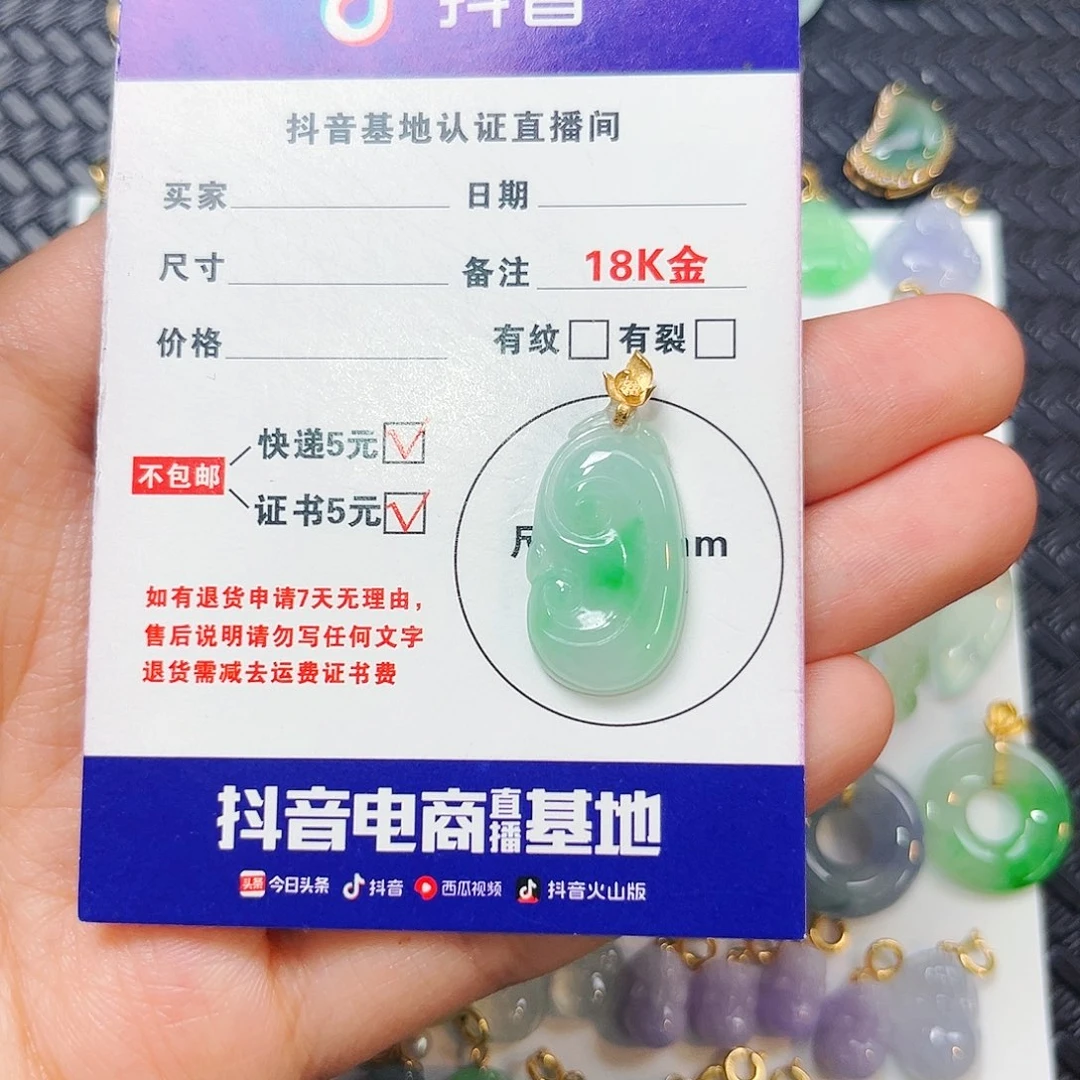 抖音
抖音基地认证直播间
买家 日期
尺寸 备注 18K金
价格 有纹 有裂
快递5元
不包邮
证书5元
如有退货申请7天无理由，
售后说明请勿写任何文字
退货需减去运费证书费
抖音电商直播基地
头条 今日头条 抖音 西瓜视频 抖音火山版